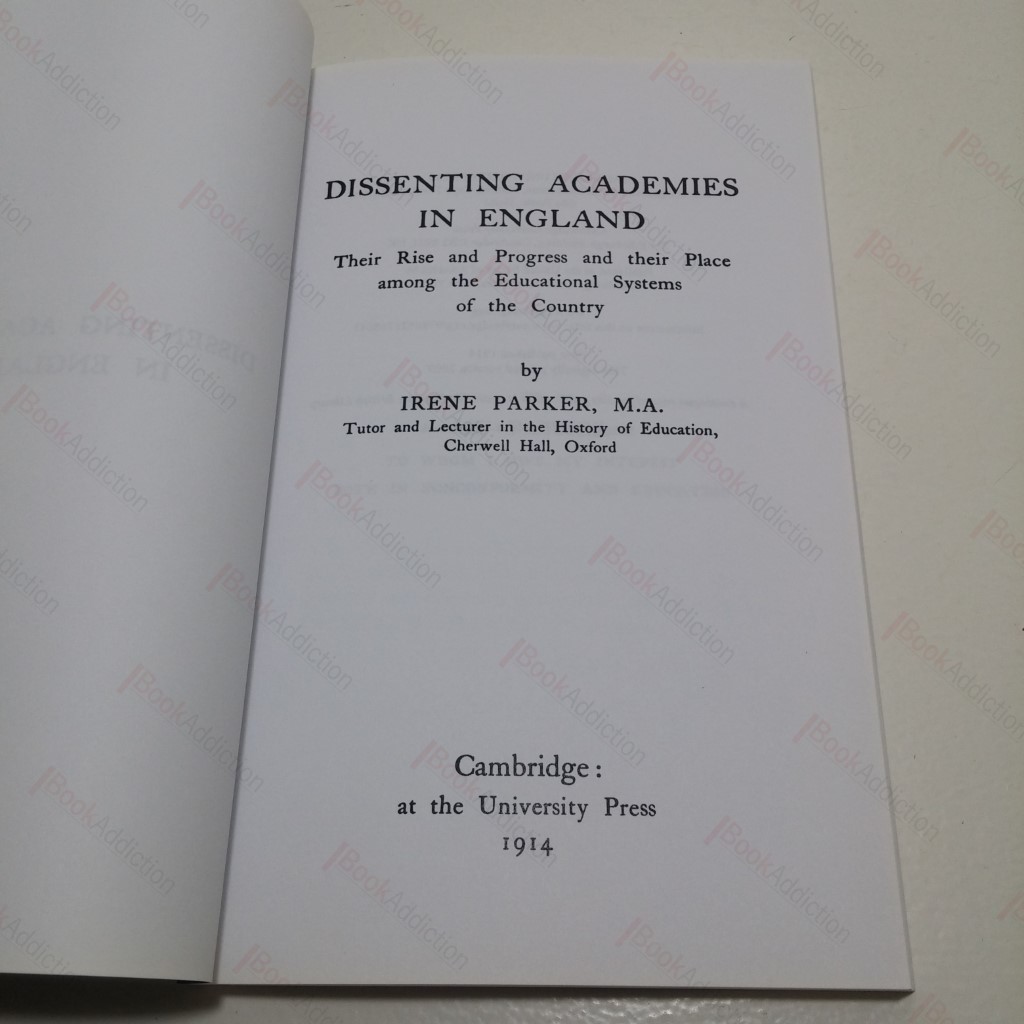 DISSENTING ACADEMIES
IN ENGLAND
Their Rise and Progress and their Place
among the Educational Systems
of the Country
by
IRENE PARKER, M.A.
Tutor and Lecturer in the History of Education,
Cherwell Hall, Oxford
Cambridge:
at the University Press
1914
BookAddiction